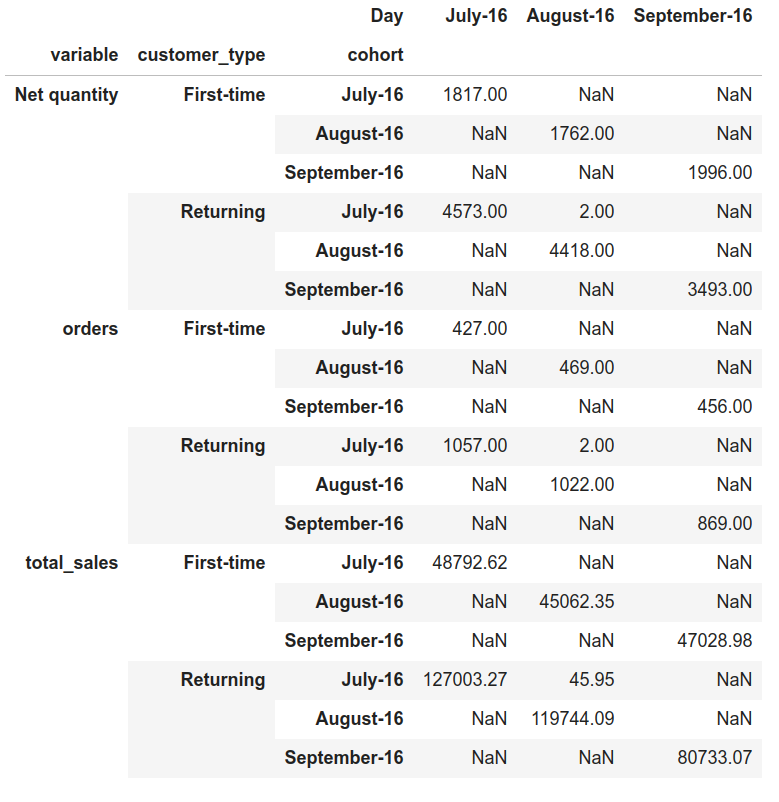 Day July-16 August-16 September-16
variable customer_type cohort
Net quantity First-time July-16 1817.00 NaN NaN
August-16 NaN 1762.00 NaN
September-16 NaN NaN 1996.00
Returning July-16 4573.00 2.00 NaN
August-16 NaN 4418.00 NaN
September-16 NaN NaN 3493.00
orders First-time July-16 427.00 NaN NaN
August-16 NaN 469.00 NaN
September-16 NaN NaN 456.00
Returning July-16 1057.00 2.00 NaN
August-16 NaN 1022.00 NaN
September-16 NaN NaN 869.00
total_sales First-time July-16 48792.62 NaN NaN
August-16 NaN 45062.35 NaN
September-16 NaN NaN 47028.98
Returning July-16 127003.27 45.95 NaN
August-16 NaN 119744.09 NaN
September-16 NaN NaN 80733.07